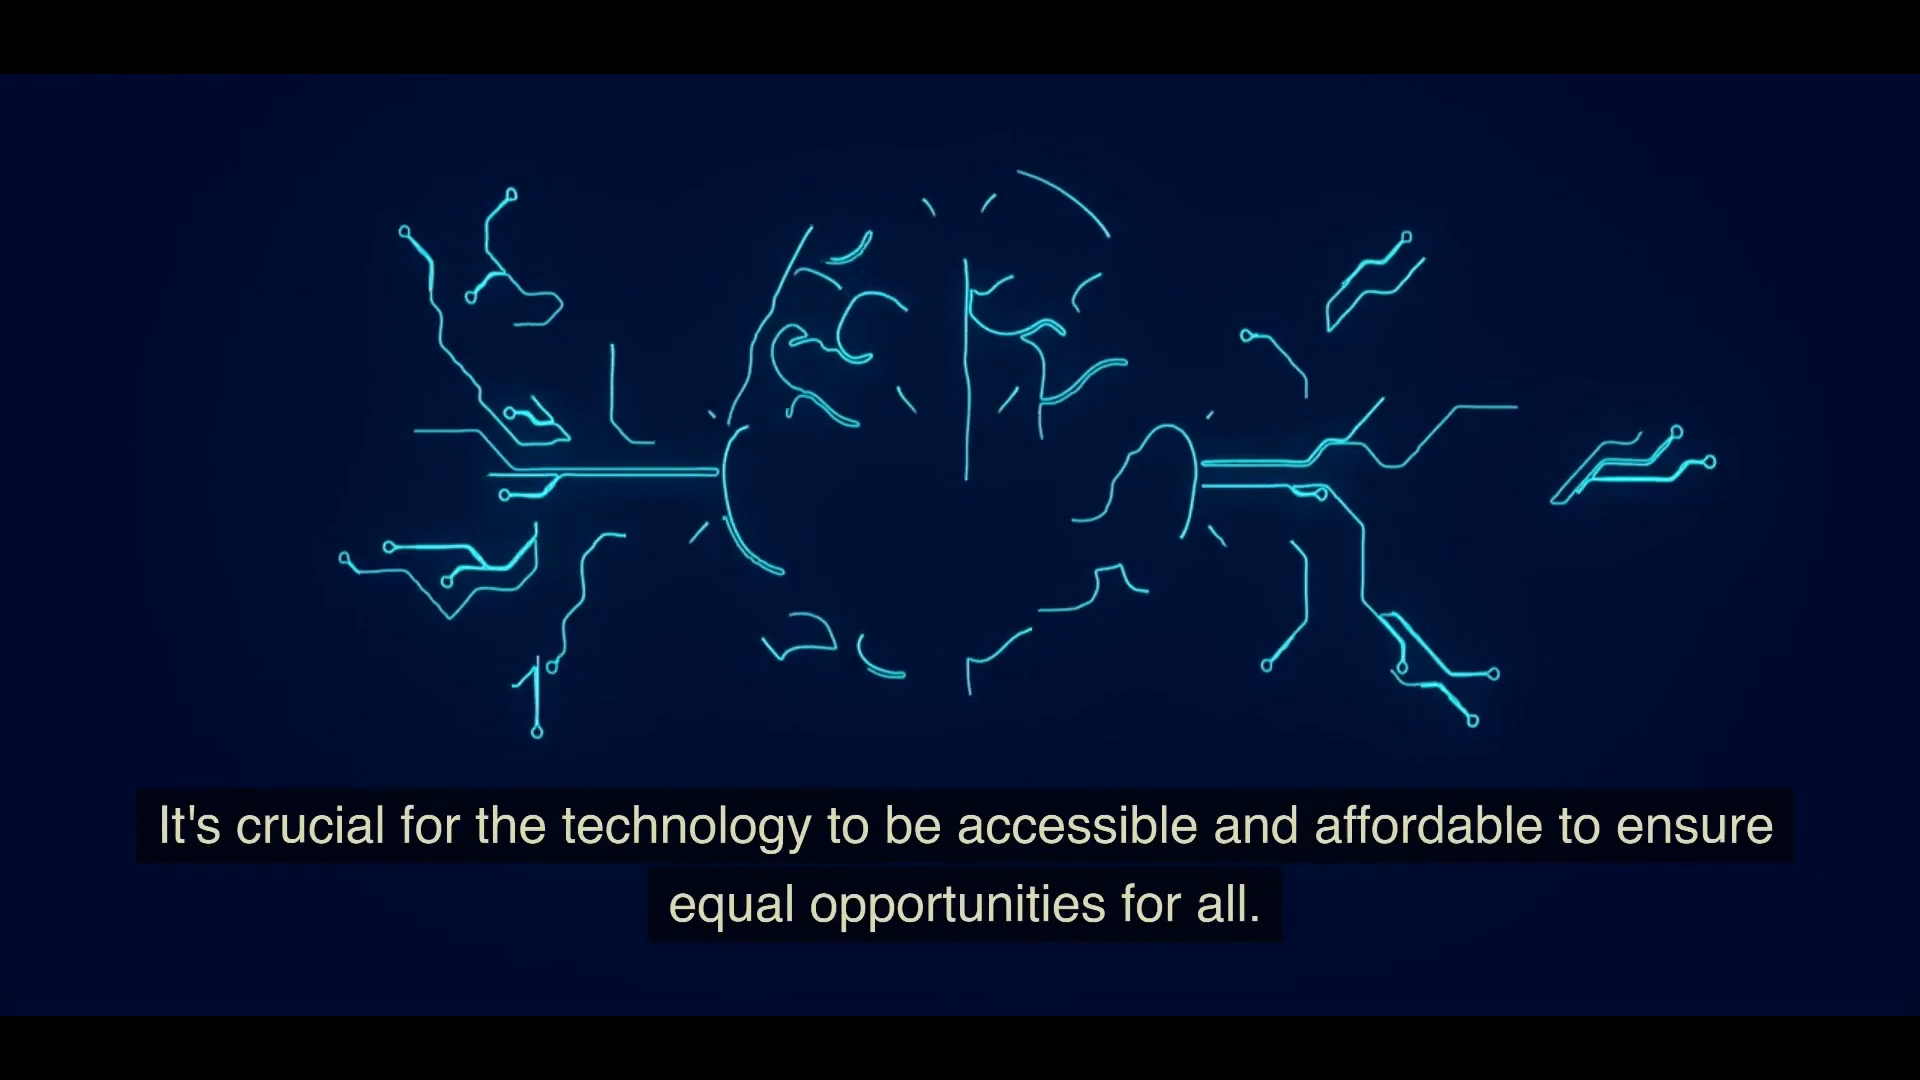 It's crucial for the technology to be accessible and affordable to ensure
equal opportunities for all.